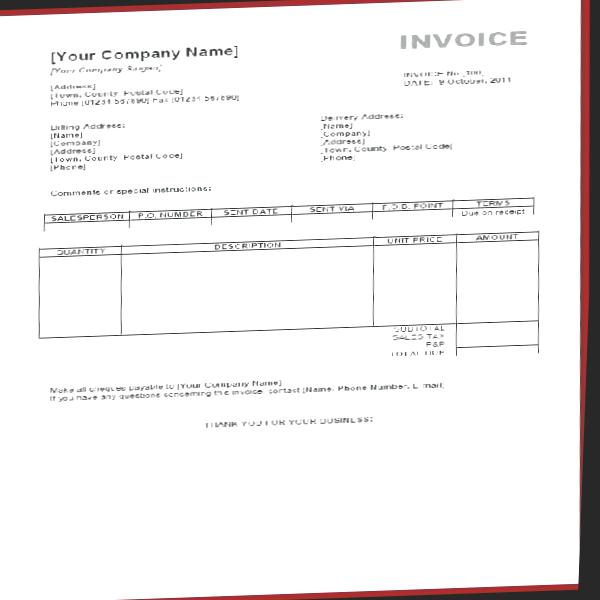 INVOICE
[Your Company Name]
[Your Company Slogan]
INVOICE No [100]
DATE: 9 October, 2011
[Address]
[Town, County Postal Code]
Phone [01234 567890] Fax [01234 567890]
Billing Address:
[Name]
[Company]
[Address]
[Town, County Postal Code]
[Phone]
Delivery Address:
[Name]
[Company]
[Address]
[Town, County Postal Code]
[Phone]
Comments or special instructions:
SALESPERSON P.O. NUMBER SENT DATE SENT VIA F.O.B. POINT TERMS
Due on receipt
QUANTITY DESCRIPTION UNIT PRICE AMOUNT
SUBTOTAL
SALES TAX
P&P
TOTAL DUE
Make all cheques payable to [Your Company Name]
If you have any questions concerning this invoice, contact [Name, Phone Number, E-mail]
THANK YOU FOR YOUR BUSINESS!